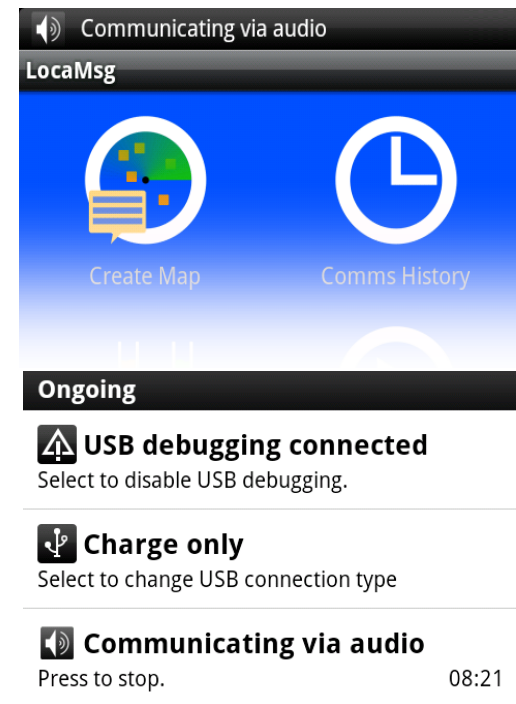 Communicating via audio
LocaMsg
Create Map
Comms History
Ongoing
USB debugging connected
Select to disable USB debugging.
Charge only
Select to change USB connection type
Communicating via audio
Press to stop. 08:21